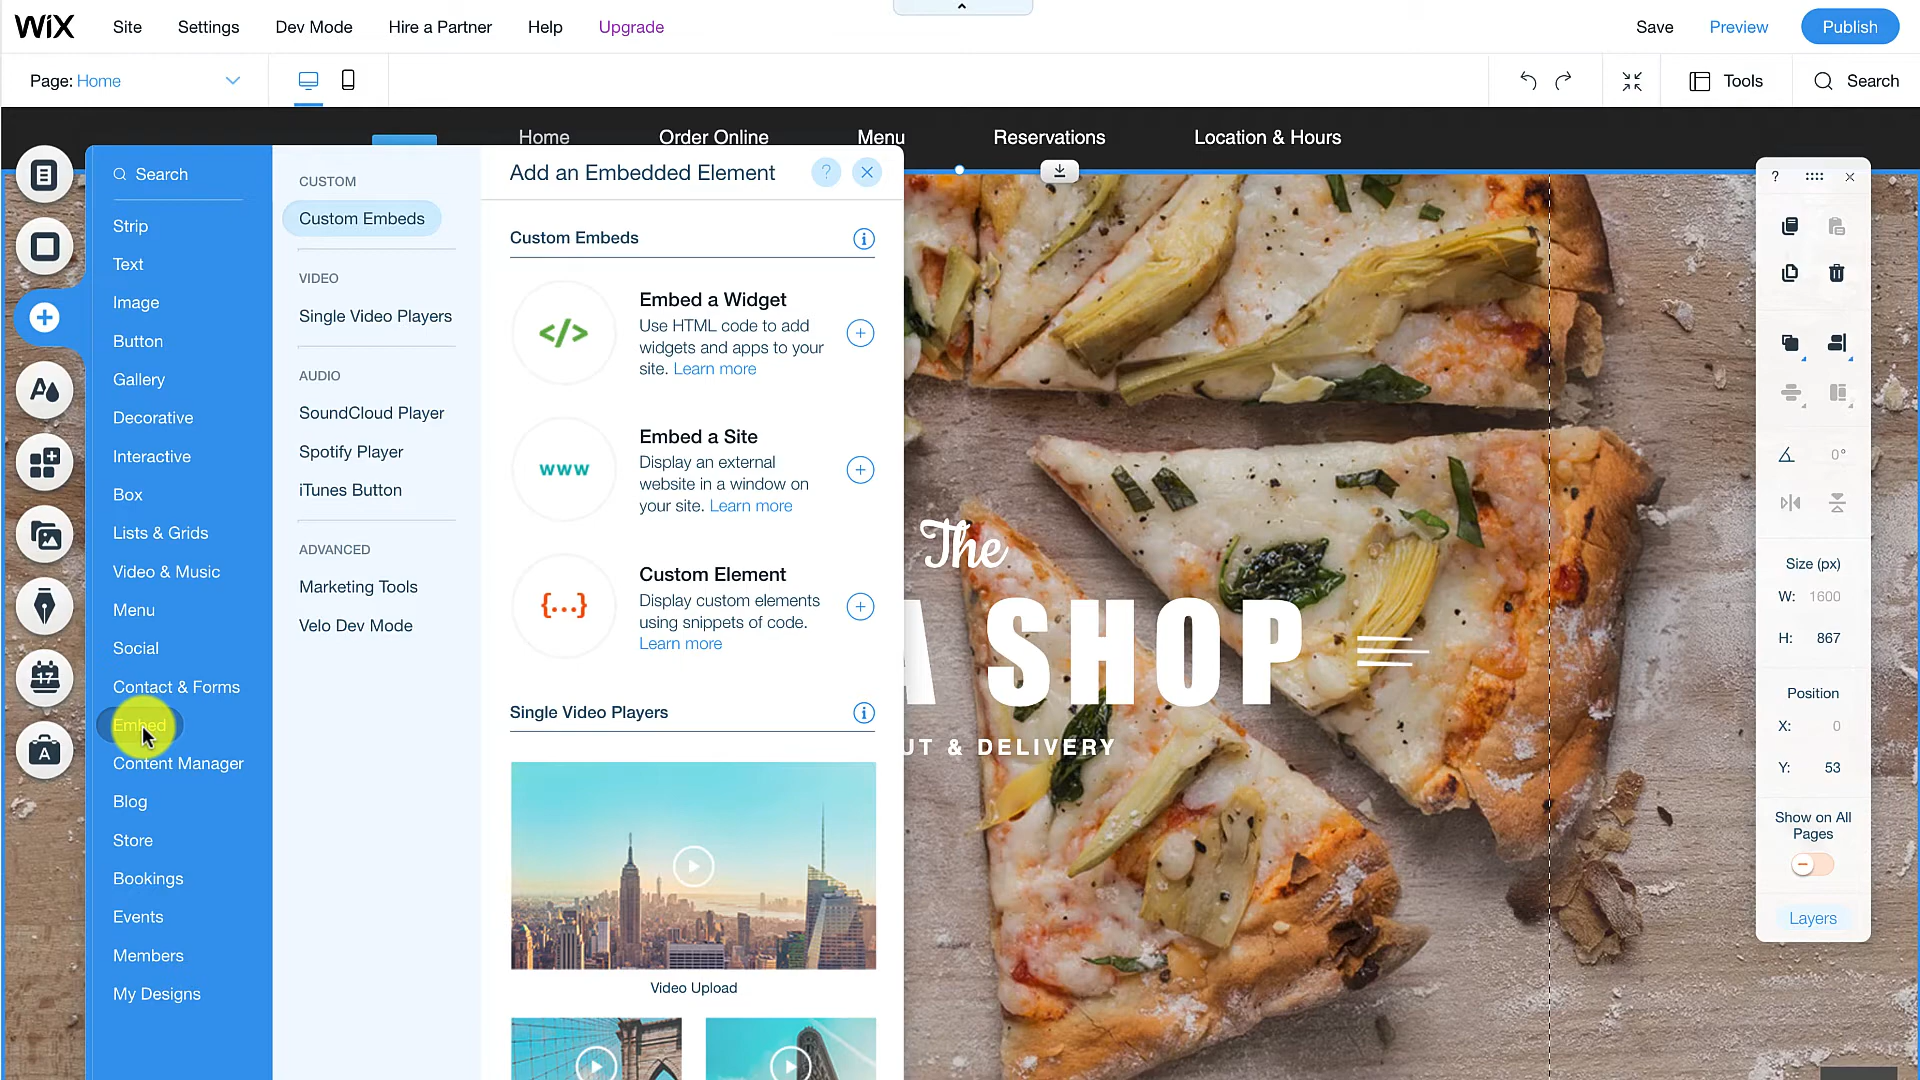 WiX
Site
Settings
Dev Mode
Hire a Partner
Help
Upgrade
Save
Preview
Publish
Page: Home
Tools
Search
Home
Order Online
Menu
Reservations
Location & Hours
Search
Strip
Text
Image
Button
Gallery
Decorative
Interactive
Box
Lists & Grids
Video & Music
Menu
Social
Contact & Forms
Embed
Content Manager
Blog
Store
Bookings
Events
Members
My Designs
CUSTOM
Custom Embeds
VIDEO
Single Video Players
AUDIO
SoundCloud Player
Spotify Player
iTunes Button
ADVANCED
Marketing Tools
Velo Dev Mode
Add an Embedded Element
?
Custom Embeds
</>
Embed a Widget
Use HTML code to add
widgets and apps to your
site. Learn more
www
Embed a Site
Display an external
website in a window on
your site. Learn more
{...}
Custom Element
Display custom elements
using snippets of code.
Learn more
Single Video Players
Video Upload
The
A SHOP
UT & DELIVERY
17
A
A
?
0°
Size (px)
W: 1600
H: 867
Position
X: 0
Y: 53
Show on All
Pages
Layers